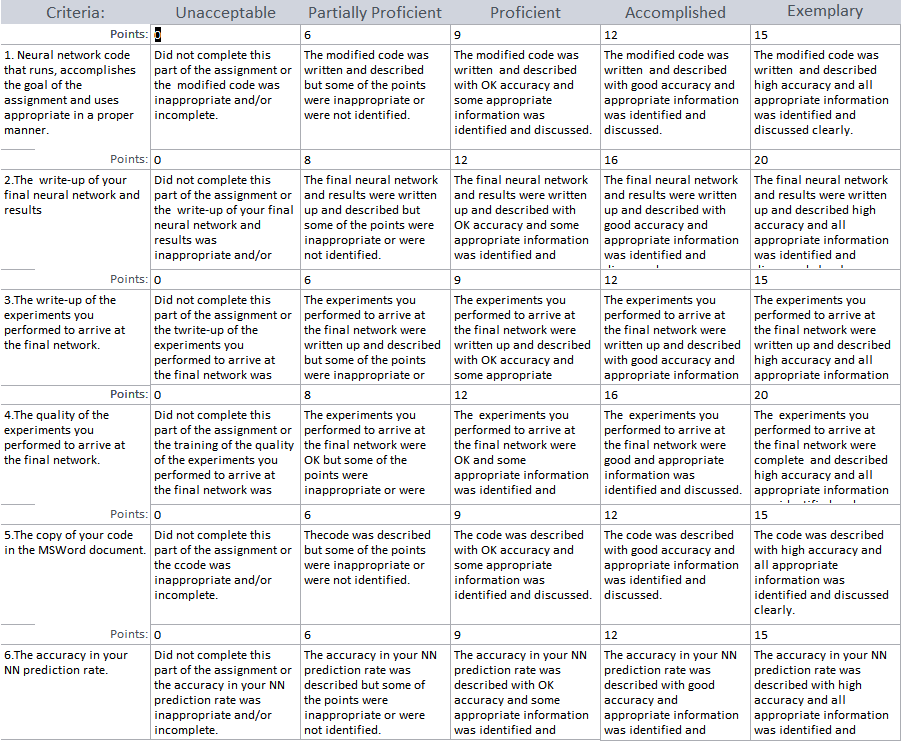 Criteria:
Unacceptable
Partially Proficient
Proficient
Accomplished
Exemplary
Points:
0
6
9
12
15
1. Neural network code
that runs, accomplishes
the goal of the
assignment and uses
appropriate in a proper
manner.
Did not complete this
part of the assignment or
the modified code was
inappropriate and/or
incomplete.
The modified code was
written and described
but some of the points
were inappropriate or
were not identified.
The modified code was
written and described
with OK accuracy and
some appropriate
information was
identified and discussed.
The modified code was
written and described
with good accuracy and
appropriate information
was identified and
discussed.
The modified code was
written and described
high accuracy and all
appropriate information
was identified and
discussed clearly.
Points:
0
8
12
16
20
2.The write-up of your
final neural network and
results
Did not complete this
part of the assignment or
the write-up of your final
neural network and
results was
inappropriate and/or
The final neural network
and results were written
up and described but
some of the points were
inappropriate or were
not identified.
The final neural network
and results were written
up and described with
OK accuracy and some
appropriate information
was identified and
The final neural network
and results were written
up and described with
good accuracy and
appropriate information
was identified and
The final neural network
and results were written
up and described high
accuracy and all
appropriate information
was identified and
Points:
0
6
9
12
15
3.The write-up of the
experiments you
performed to arrive at
the final network.
Did not complete this
part of the assignment or
the twrite-up of the
experiments you
performed to arrive at
the final network was
The experiments you
performed to arrive at
the final network were
written up and described
but some of the points
were inappropriate or
The experiments you
performed to arrive at
the final network were
written up and described
with OK accuracy and
some appropriate
The experiments you
performed to arrive at
the final network were
written up and described
with good accuracy and
appropriate information
The experiments you
performed to arrive at
the final network were
written up and described
high accuracy and all
appropriate information
Points:
0
8
12
16
20
4.The quality of the
experiments you
performed to arrive at
the final network.
Did not complete this
part of the assignment or
the training of the quality
of the experiments you
performed to arrive at
the final network was
The experiments you
performed to arrive at
the final network were
OK but some of the
points were
inappropriate or were
The experiments you
performed to arrive at
the final network were
OK and some
appropriate information
was identified and
The experiments you
performed to arrive at
the final network were
good and appropriate
information was
identified and discussed.
The experiments you
performed to arrive at
the final network were
complete and described
high accuracy and all
appropriate information
Points:
0
6
9
12
15
5.The copy of your code
in the MSWord document.
Did not complete this
part of the assignment or
the ccode was
inappropriate and/or
incomplete.
Thecode was described
but some of the points
were inappropriate or
were not identified.
The code was described
with OK accuracy and
some appropriate
information was
identified and discussed.
The code was described
with good accuracy and
appropriate information
was identified and
discussed.
The code was described
with high accuracy and
all appropriate
information was
identified and discussed
clearly.
Points:
0
6
9
12
15
6.The accuracy in your
NN prediction rate.
Did not complete this
part of the assignment or
the accuracy in your NN
prediction rate was
inappropriate and/or
incomplete.
The accuracy in your NN
prediction rate was
described but some of
the points were
inappropriate or were
not identified.
The accuracy in your NN
prediction rate was
described with OK
accuracy and some
appropriate information
was identified and
The accuracy in your NN
prediction rate was
described with good
accuracy and
appropriate information
was identified and
The accuracy in your NN
prediction rate was
described with high
accuracy and all
appropriate information
was identified and